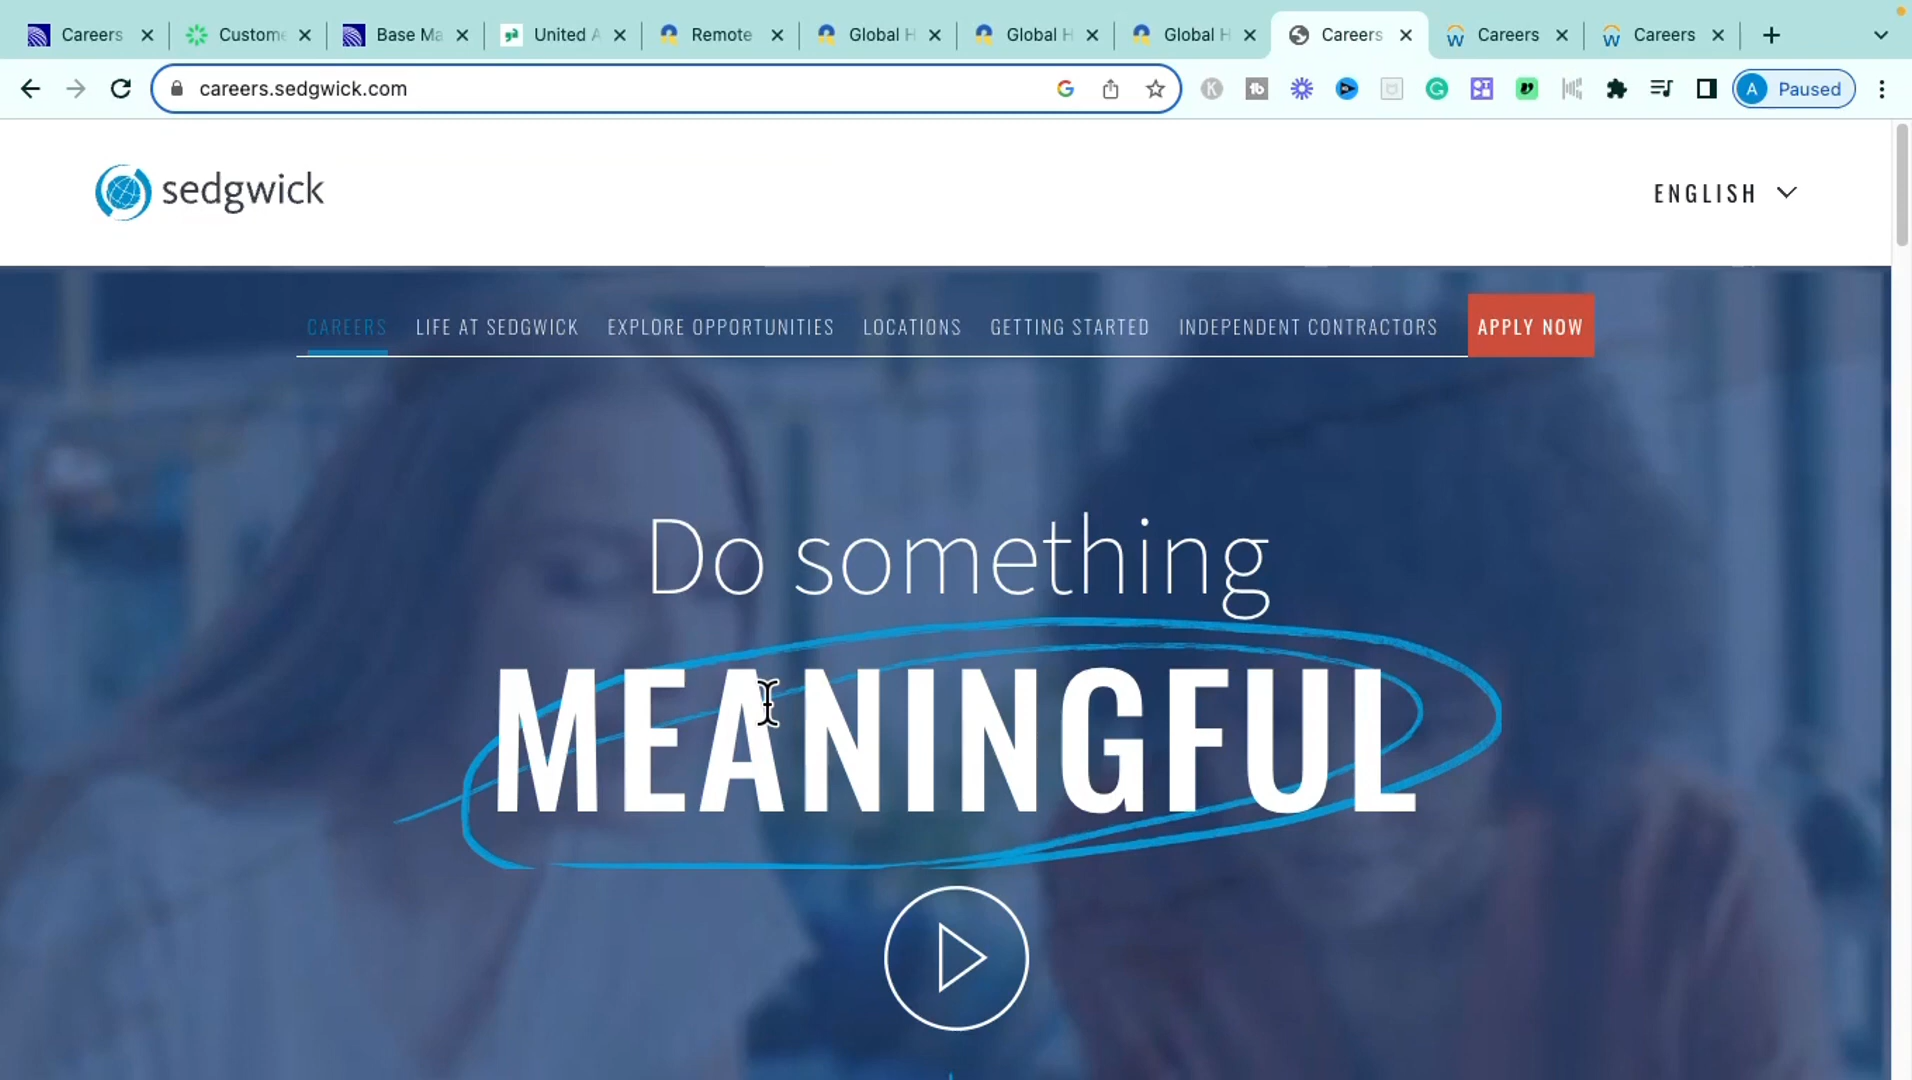 Careers
Custome
Base Ma
United A
Remote
Global H
Global H
Global H
Careers
Careers
Careers
careers.sedgwick.com
A Paused
sedgwick
ENGLISH
CAREERS
LIFE AT SEDGWICK
EXPLORE OPPORTUNITIES
LOCATIONS
GETTING STARTED
INDEPENDENT CONTRACTORS
APPLY NOW
Do something
MEANINGFUL